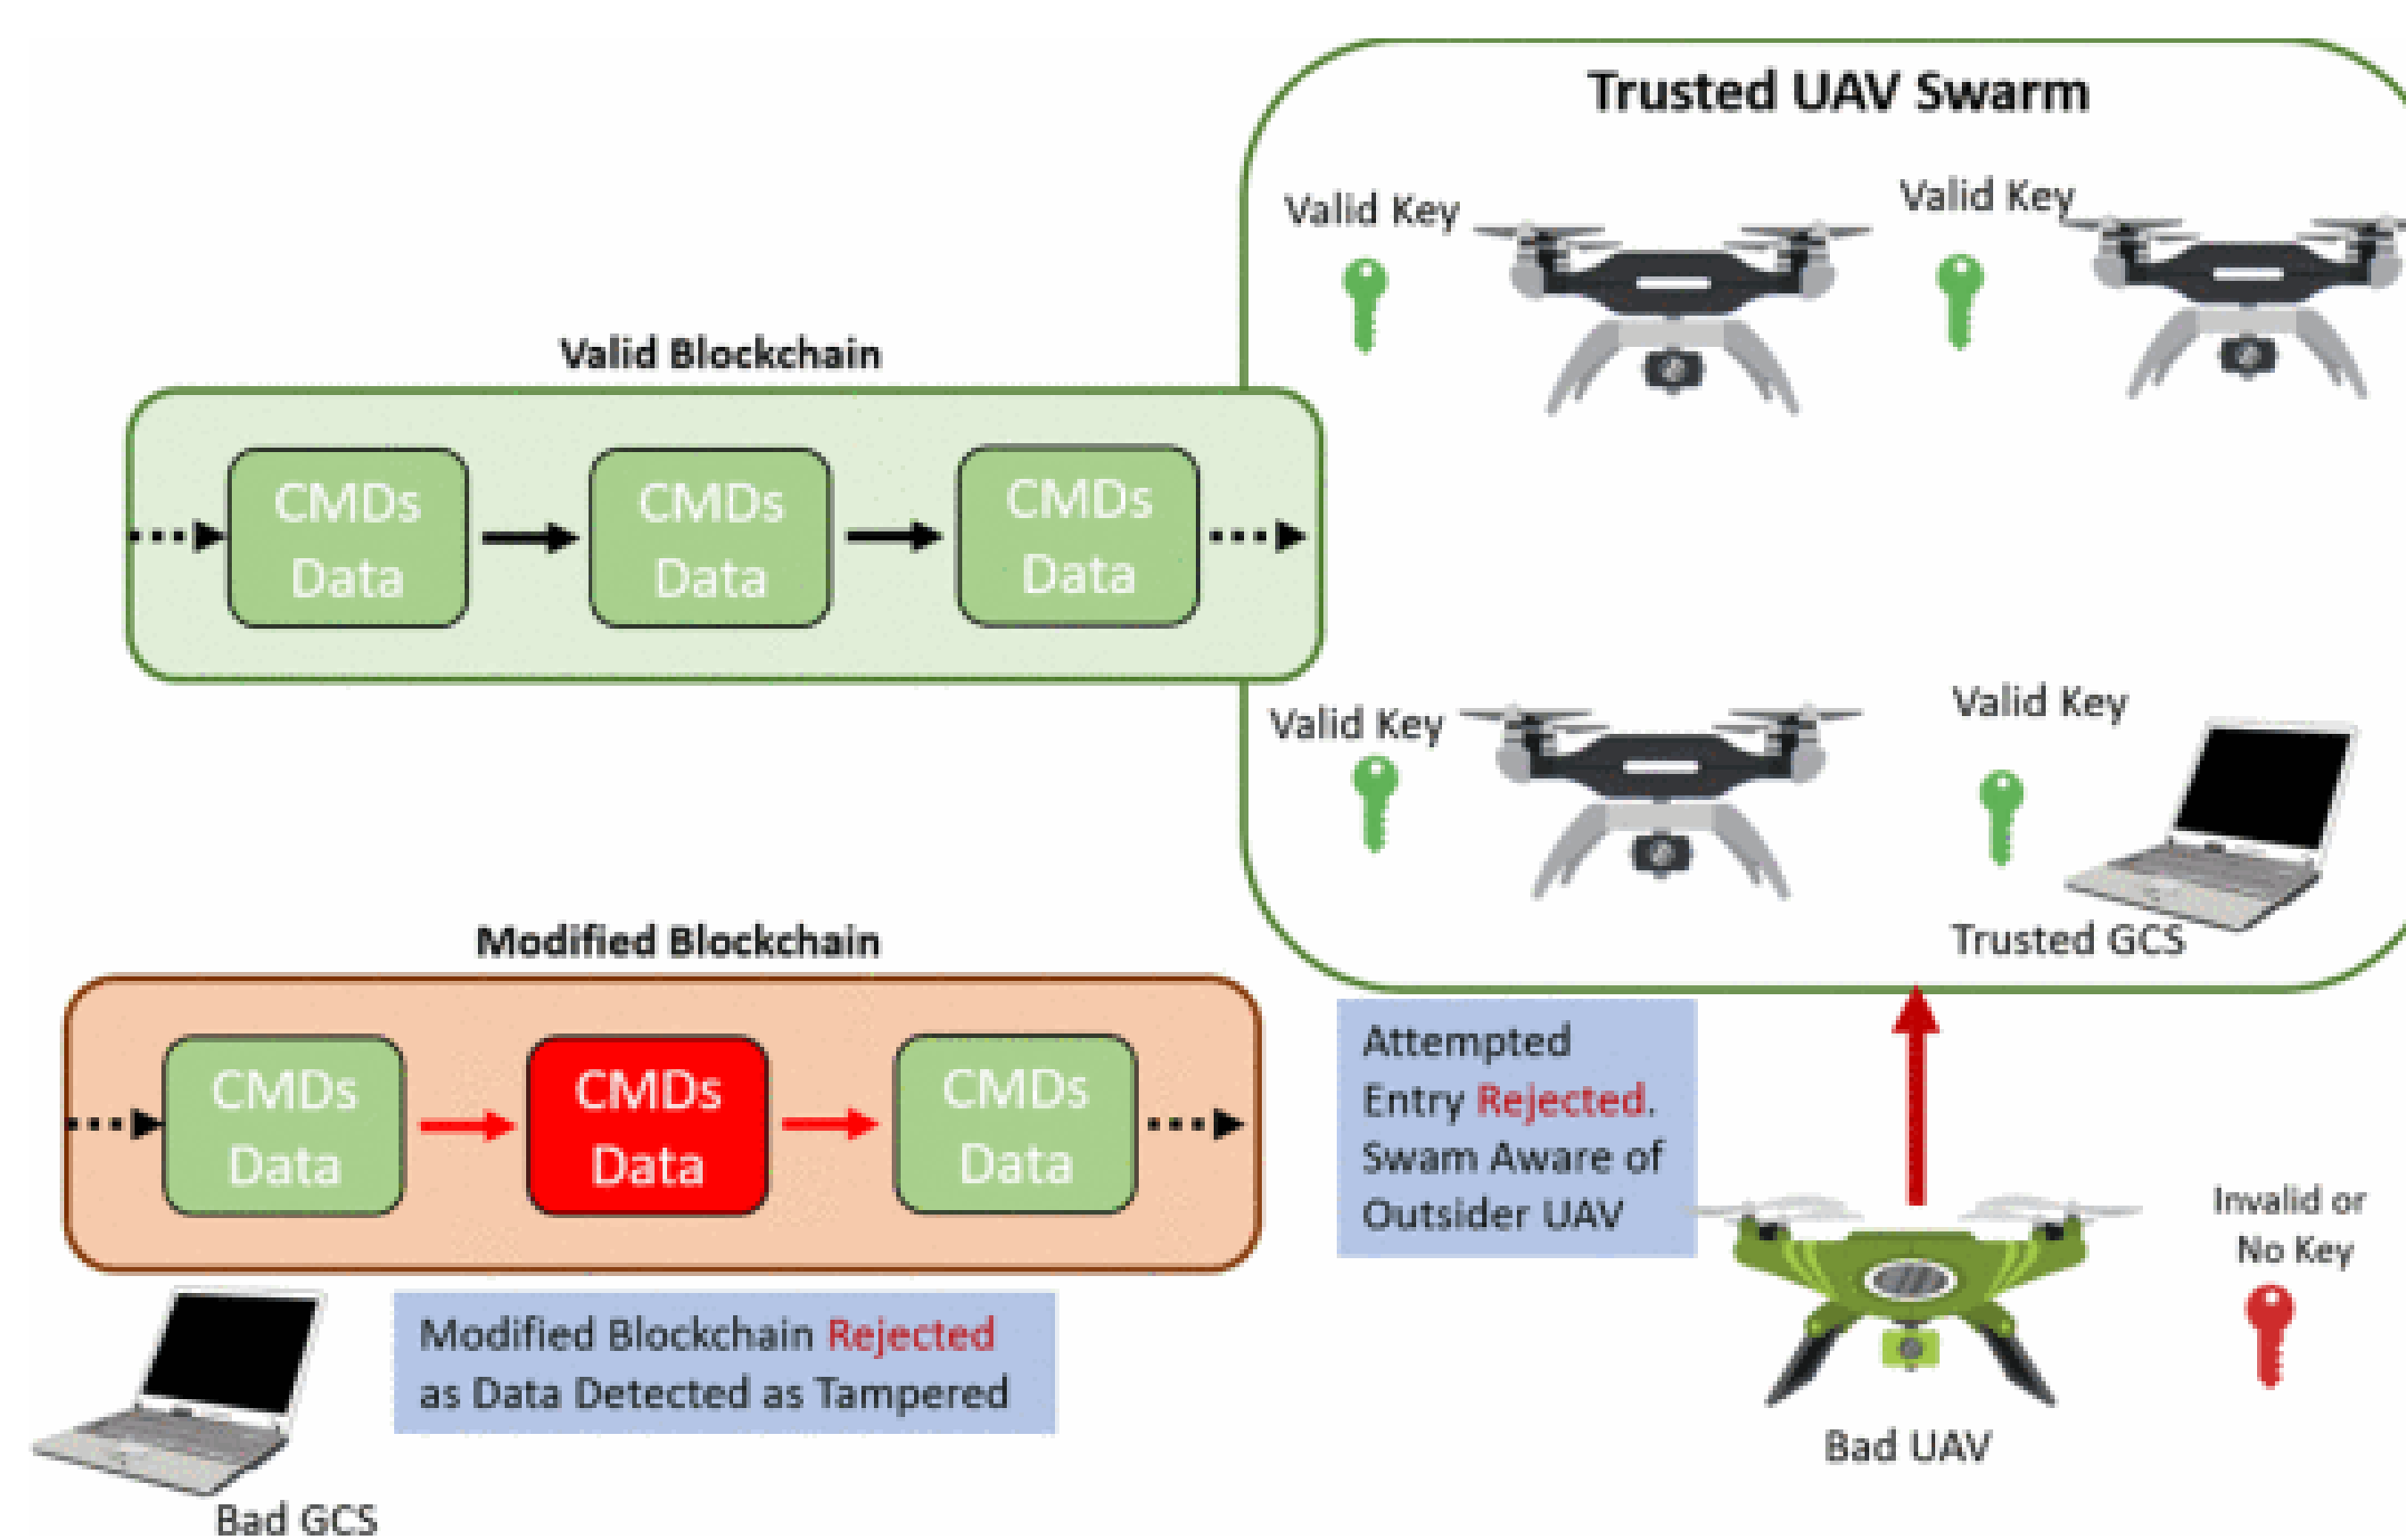 Trusted UAV Swarm
Valid Key
Valid Key
Valid Blockchain
CMDs
Data
CMDs
Data
CMDs
Data
Valid Key
Valid Key
Trusted GCS
Modified Blockchain
CMDs
Data
CMDs
Data
CMDs
Data
Attempted
Entry Rejected.
Swam Aware of
Outsider UAV
Invalid or
No Key
Modified Blockchain Rejected
as Data Detected as Tampered
Bad UAV
Bad GCS